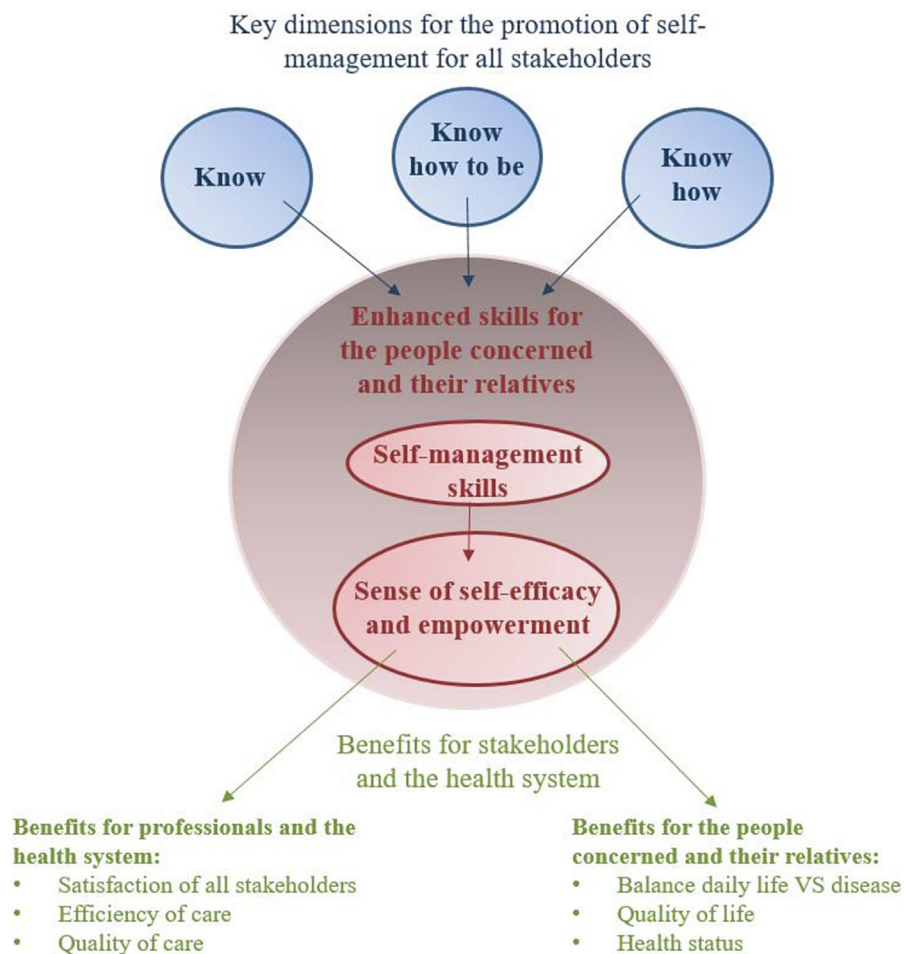 Key dimensions for the promotion of self-
management for all stakeholders
Know
Know
how to be
Know
how
Enhanced skills for
the people concerned
and their relatives
Self-management
skills
Sense of self-efficacy
and empowerment
Benefits for stakeholders
and the health system
Benefits for professionals and the
health system:
• Satisfaction of all stakeholders
• Efficiency of care
• Quality of care
Benefits for the people
concerned and their relatives:
• Balance daily life VS disease
• Quality of life
• Health status